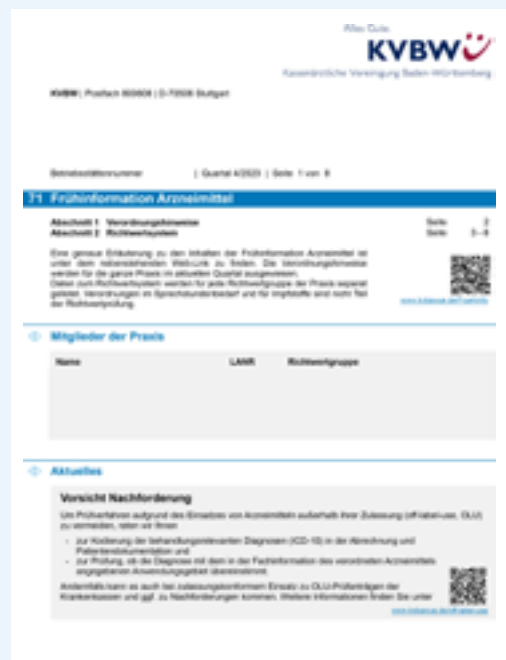 Alles Gute.
KVBW
Kassenärztliche Vereinigung Baden-Württemberg
KVBW | Postfach 800608 | D-70506 Stuttgart
Betriebsstättennummer | Quartal 4/2023 | Seite 1 von 8
71 Frühinformation Arzneimittel
Abschnitt 1 Verordnungshinweise Seite 2
Abschnitt 2 Richtwertsystem Seite 3-8
Eine genaue Erläuterung zu den Inhalten der Frühinformation Arzneimittel ist
unter dem nebenstehenden Web-Link zu finden. Die Verordnungshinweise
werden für die ganze Praxis im aktuellen Quartal ausgewiesen.
Daten zum Richtwertsystem werden für jede Richtwertgruppe der Praxis separat
gelistet. Verordnungen im Sprechstundenbedarf und für Impfstoffe sind nicht Teil
der Richtwertprüfung.
Mitglieder der Praxis
Name LANR Richtwertgruppe
Aktuelles
Vorsicht Nachforderung
Um Prüfverfahren aufgrund des Einsatzes von Arzneimitteln außerhalb ihrer Zulassung (off-label-use, OLU)
zu vermeiden, raten wir Ihnen
- zur Kodierung der behandlungsrelevanten Diagnosen (ICD-10) in der Abrechnung und
Patientendokumentation und
- zur Prüfung, ob die Diagnose mit dem in der Fachinformation des verordneten Arzneimittels
angegebenen Anwendungsgebiet übereinstimmt.
Andernfalls kann es auch bei zulassungskonformem Einsatz zu OLU-Prüfanträgen der
Krankenkassen und ggf. zu Nachforderungen kommen. Weitere Informationen finden Sie unter